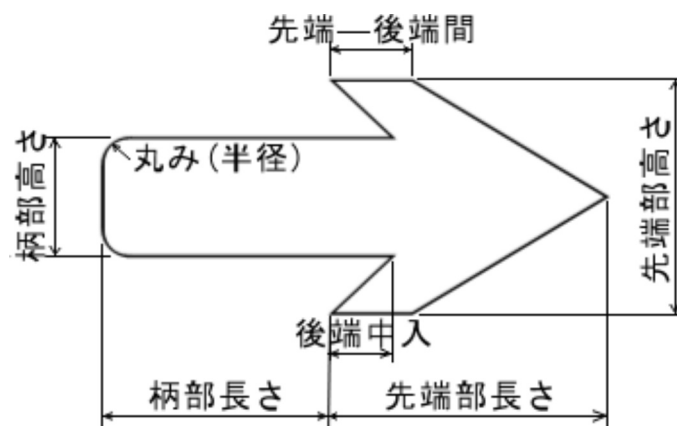 先端—後端間
丸み(半径)
柄部高さ
先端部高さ
後端中入
柄部長さ
先端部長さ